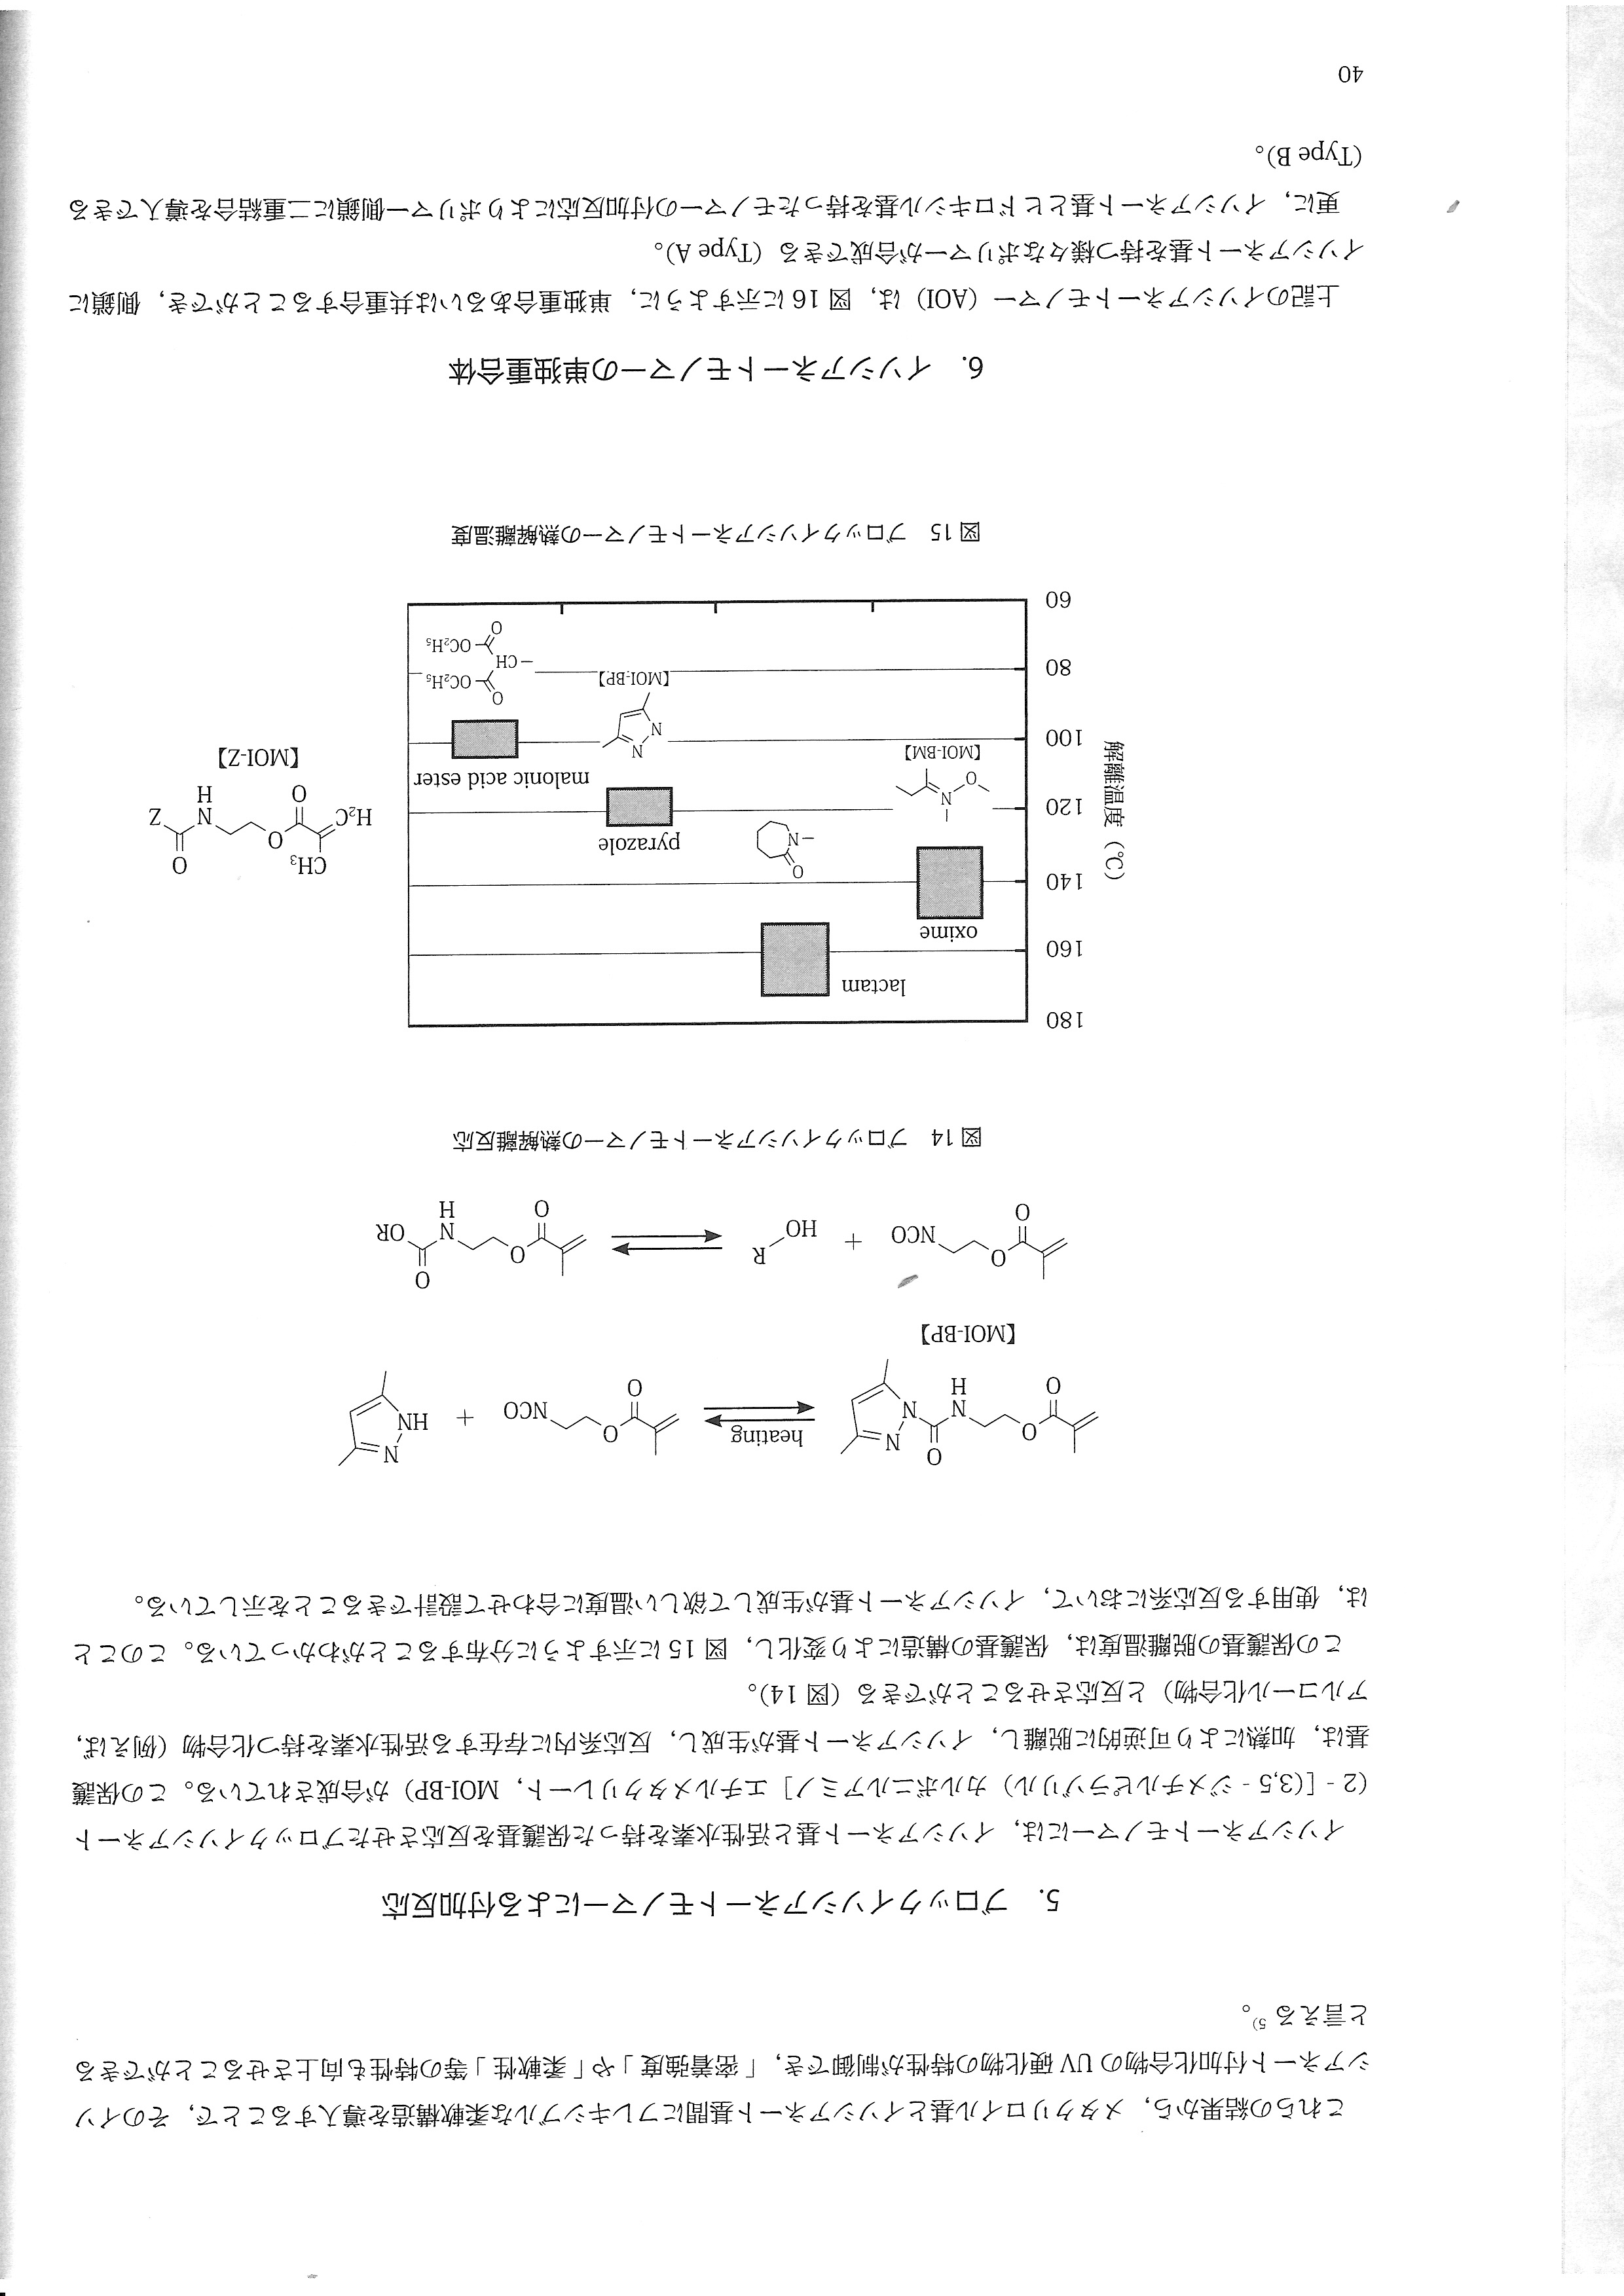 これらの結果から，メタクリロイル基とイソシアネート基間にフレキシブルな柔軟構造を導入することで，そのイソ
シアネート付加化合物の UV 硬化物の特性が制御でき，「 密着強度 」や「 柔軟性 」等の特性も向上させることができる
と言える 5)。
5. ブロックイソシアネートモノマーによる付加反応
イソシアネートモノマーには，イソシアネート基と活性水素を持った保護基を反応させたブロックイソシアネート
（2 - [(3,5 - ジメチルピラゾリル）カルボニルアミノ］エチルメタクリレート，MOI-BP）が合成されている。この保護
基は，加熱により可逆的に脱離し，イソシアネート基が生成し，反応系内に存在する活性水素を持つ化合物（例えば，
アルコール化合物）と反応させることができる（図 14）。
この保護基の脱離温度は，保護基の構造により変化し，図 15 に示すように分布することがわかっている。このこと
は，使用する反応系において，イソシアネート基が生成して欲しい温度に合わせて設計できることを示している。
O O N H O N N heating O O NCO + N HN
【MOI-BP】
O O NCO + HO R O O N H O OR
図 14 ブロックイソシアネートモノマーの熱解離反応
解離温度（℃）
180
160
140
120
100
80
60
lactam
oxime
O
N
pyrazole
O N
【MOI-BM】
malonic acid ester
N N
【MOI-BP】
O
OC2H5
CH
OC2H5
O
CH3 O
H2C O O N H Z
【MOI-Z】
図 15 ブロックイソシアネートモノマーの熱解離温度
6. イソシアネートモノマーの単独重合体
上記のイソシアネートモノマー（AOI）は，図 16 に示すように，単独重合あるいは共重合することができ，側鎖に
イソシアネート基を持つ様々なポリマーが合成できる（Type A）。
更に，イソシアネート基とヒドロキシル基を持ったモノマーの付加反応によりポリマー側鎖に二重結合を導入できる
（Type B）。
40